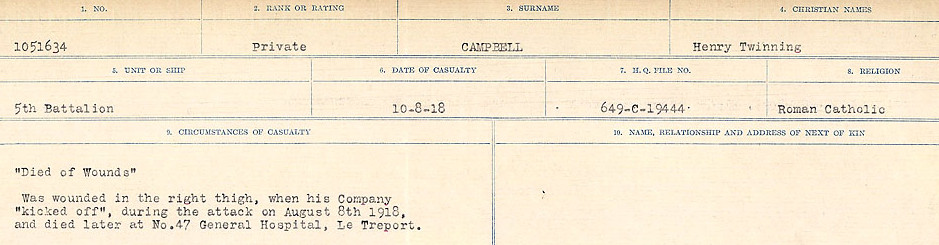 1. NO. 2. RANK OR RATING 3. SURNAME 4. CHRISTIAN NAMES
1051634 Private CAMPBELL Henry Twinning
5. UNIT OR SHIP 6. DATE OF CASUALTY 7. H.Q. FILE NO. 8. RELIGION
5th Battalion 10-8-18 649-C-19444 Roman Catholic
9. CIRCUMSTANCES OF CASUALTY 10. NAME, RELATIONSHIP AND ADDRESS OF NEXT OF KIN
"Died of Wounds"
Was wounded in the right thigh, when his Company
"kicked off", during the attack on August 8th 1918,
and died later at No.47 General Hospital, Le Treport.